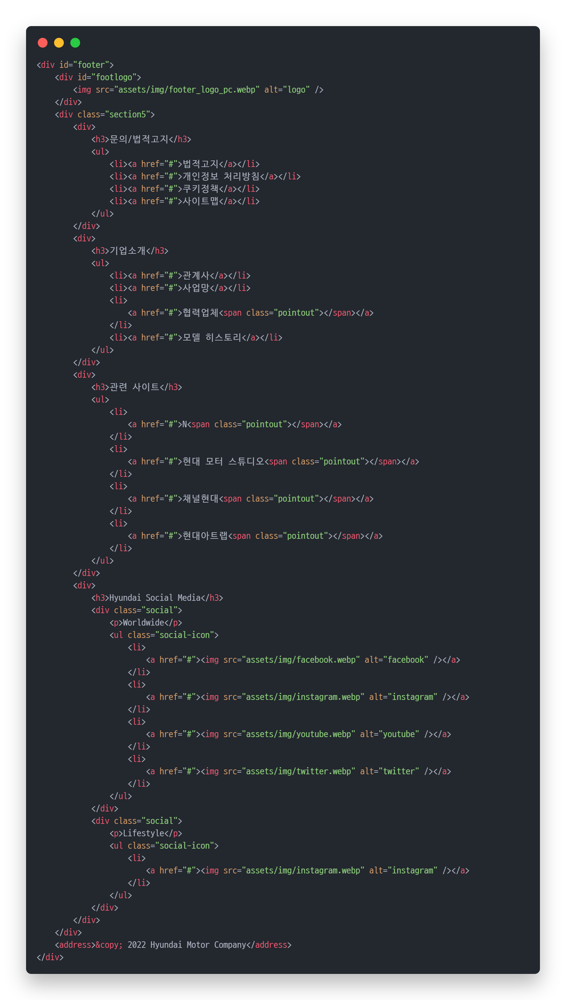 <div id="footer">
    <div id="footlogo">
        <img src="assets/img/footer_logo_pc.webp" alt="logo" />
    </div>
    <div class="section5">
        <div>
            <h3>문의/법적고지</h3>
            <ul>
                <li><a href="#">법적고지</a></li>
                <li><a href="#">개인정보 처리방침</a></li>
                <li><a href="#">쿠키정책</a></li>
                <li><a href="#">사이트맵</a></li>
            </ul>
        </div>
        <div>
            <h3>기업소개</h3>
            <ul>
                <li><a href="#">관계사</a></li>
                <li><a href="#">사업망</a></li>
                <li>
                    <a href="#">협력업체<span class="pointout"></span></a>
                </li>
                <li><a href="#">모델 히스토리</a></li>
            </ul>
        </div>
        <div>
            <h3>관련 사이트</h3>
            <ul>
                <li>
                    <a href="#">N<span class="pointout"></span></a>
                </li>
                <li>
                    <a href="#">현대 모터 스튜디오<span class="pointout"></span></a>
                </li>
                <li>
                    <a href="#">채널현대<span class="pointout"></span></a>
                </li>
                <li>
                    <a href="#">현대아트랩<span class="pointout"></span></a>
                </li>
            </ul>
        </div>
        <div>
            <h3>Hyundai Social Media</h3>
            <div class="social">
                <p>Worldwide</p>
                <ul class="social-icon">
                    <li>
                        <a href="#"><img src="assets/img/facebook.webp" alt="facebook" /></a>
                    </li>
                    <li>
                        <a href="#"><img src="assets/img/instagram.webp" alt="instagram" /></a>
                    </li>
                    <li>
                        <a href="#"><img src="assets/img/youtube.webp" alt="youtube" /></a>
                    </li>
                    <li>
                        <a href="#"><img src="assets/img/twitter.webp" alt="twitter" /></a>
                    </li>
                </ul>
            </div>
            <div class="social">
                <p>Lifestyle</p>
                <ul class="social-icon">
                    <li>
                        <a href="#"><img src="assets/img/instagram.webp" alt="instagram" /></a>
                    </li>
                </ul>
            </div>
        </div>
    </div>
    <address>&copy; 2022 Hyundai Motor Company</address>
</div>